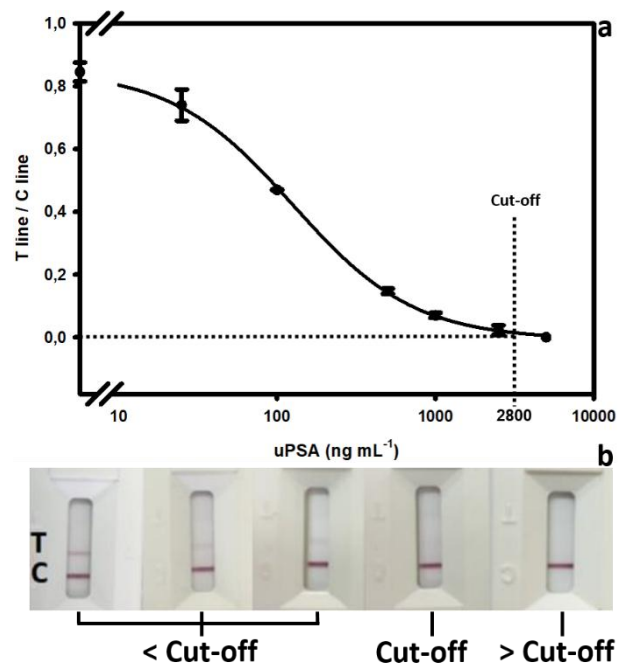 a
1,0
0,8
0,6
0,4
0,2
0,0
T line / C line
Cut-off
10
100
1000
2800
10000
uPSA (ng mL⁻¹)
b
T
C
< Cut-off
Cut-off
> Cut-off